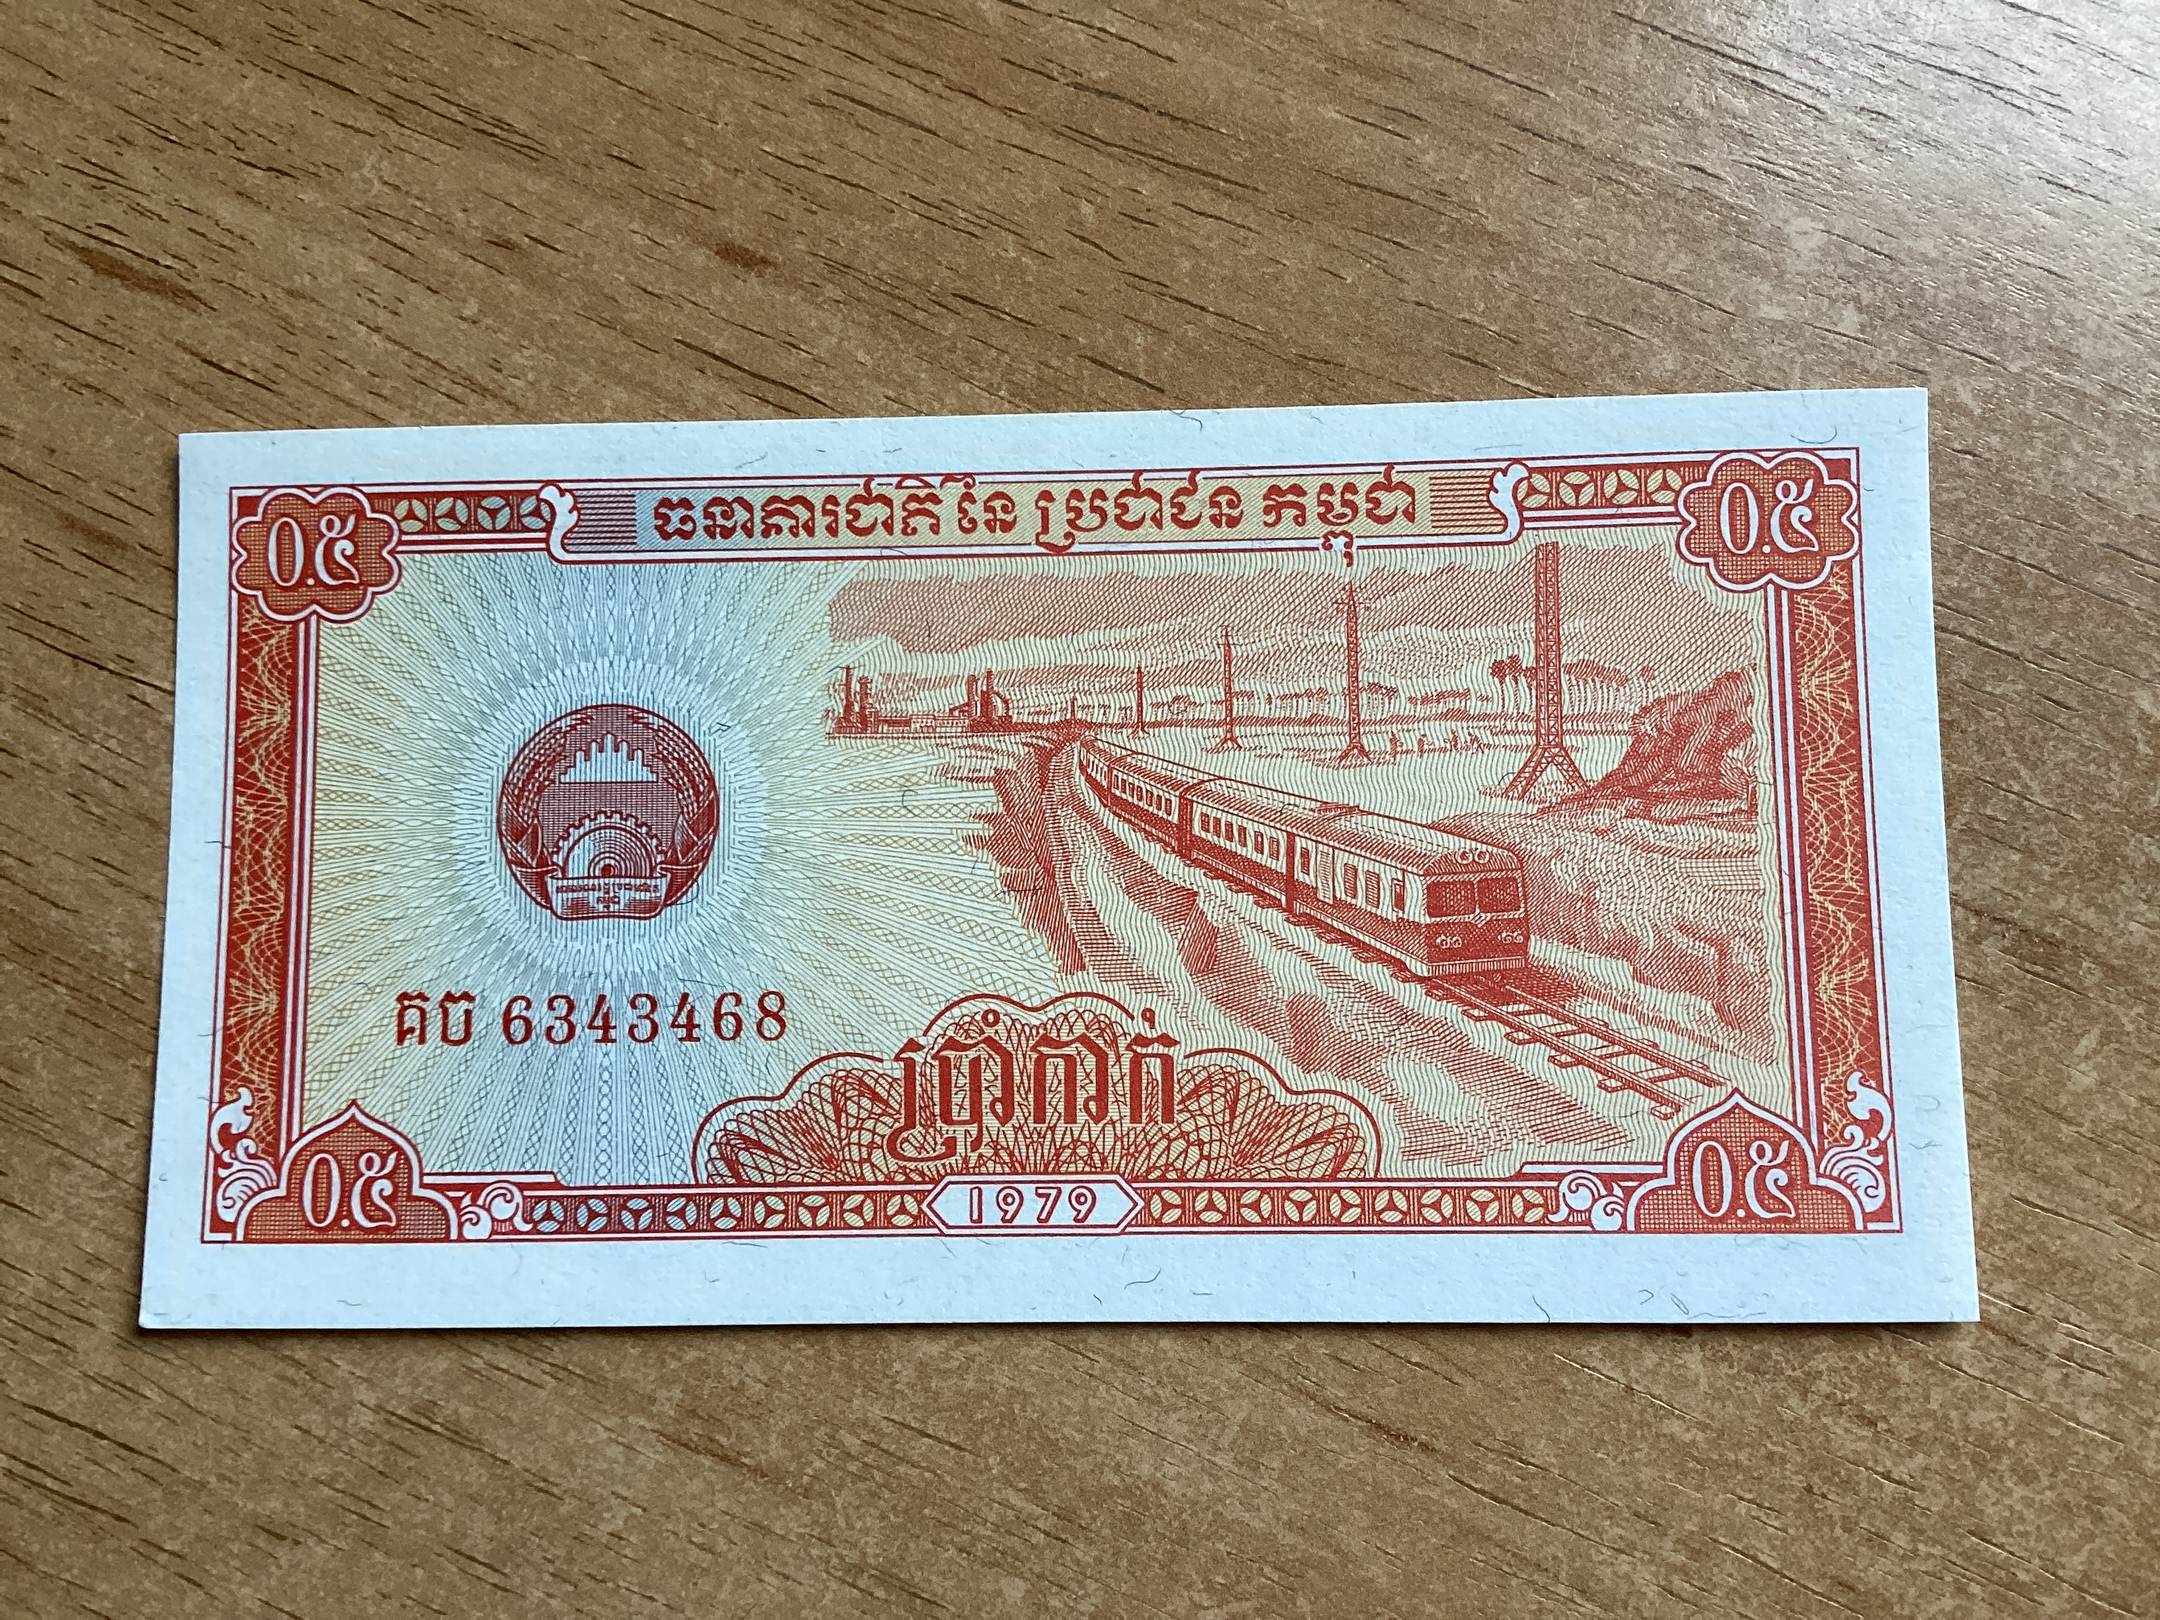 ធនាគារជាតិ នៃ ប្រជាជន កម្ពុជា
០.៥ ០.៥
គច 6343468
ប្រាំកាក់
០.៥ 1979 ០.៥